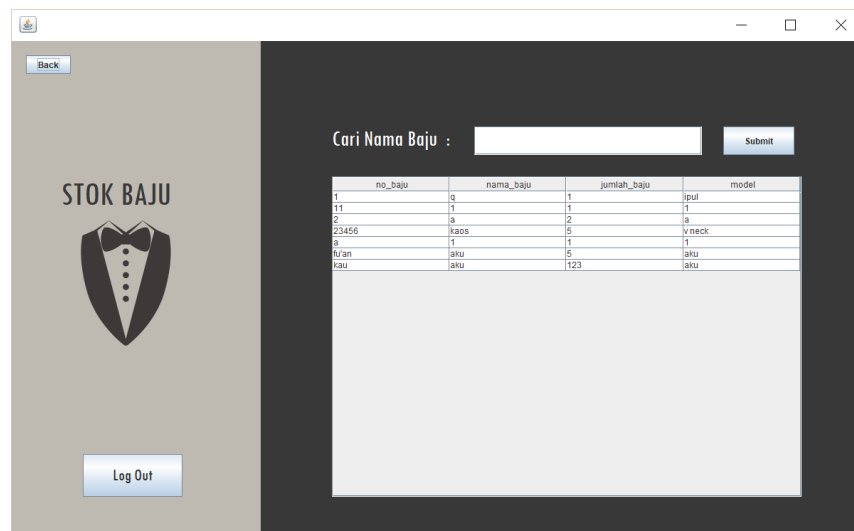 Back
STOK BAJU
Log Out
Cari Nama Baju :
Submit
no_baju nama_baju jumlah_baju model
1 q 1 ipul
11 1 1 1
2 a 2 a
23456 kaos 5 v neck
a 1 1 1
fu'an aku 5 aku
kau aku 123 aku